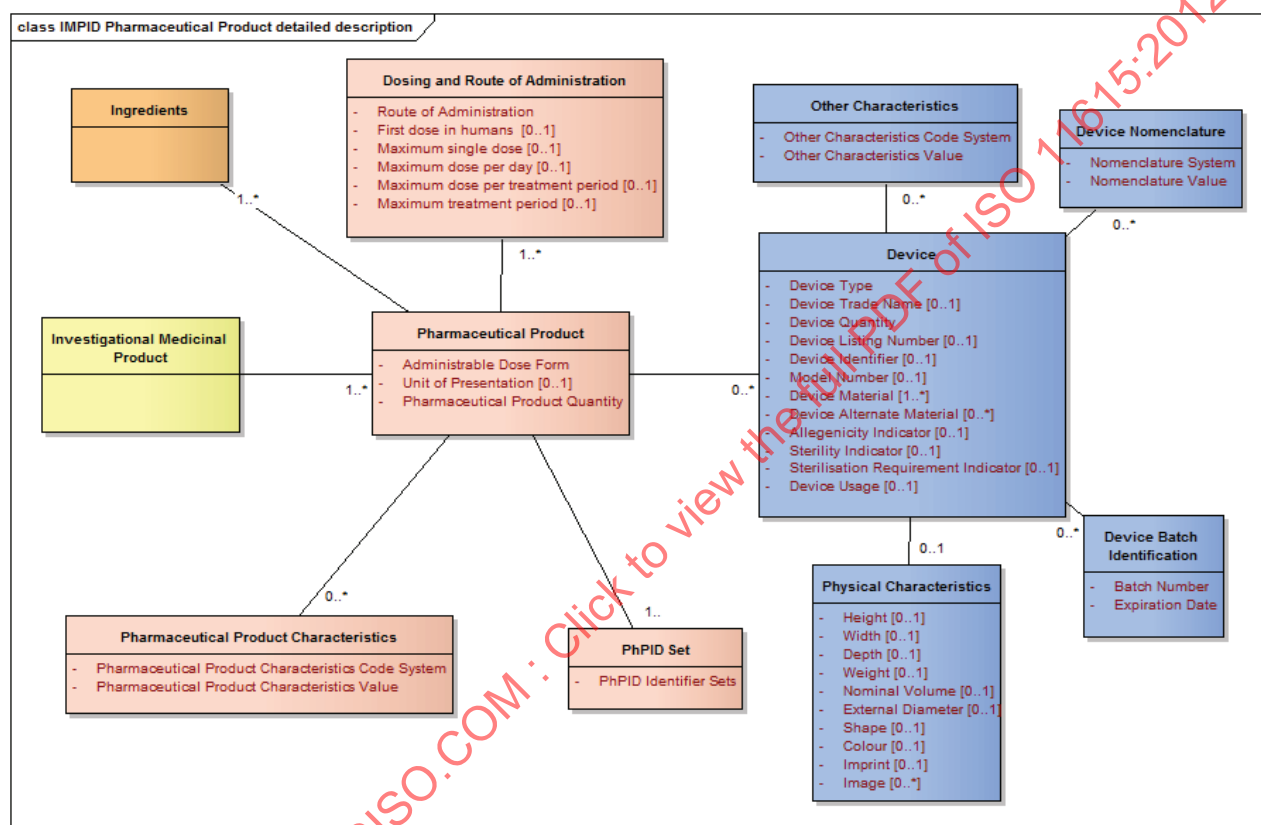 class IMPID Pharmaceutical Product detailed description
Ingredients
1..*
Dosing and Route of Administration
- Route of Administration
- First dose in humans [0..1]
- Maximum single dose [0..1]
- Maximum dose per day [0..1]
- Maximum dose per treatment period [0..1]
- Maximum treatment period [0..1]
1..*
Other Characteristics
- Other Characteristics Code System
- Other Characteristics Value
0..*
Device Nomenclature
- Nomenclature System
- Nomenclature Value
0..*
Investigational Medicinal
Product
1..*
Pharmaceutical Product
- Administrable Dose Form
- Unit of Presentation [0..1]
- Pharmaceutical Product Quantity
0..*
Device
- Device Type
- Device Trade Name [0..1]
- Device Quantity
- Device Listing Number [0..1]
- Device Identifier [0..1]
- Model Number [0..1]
- Device Material [1..*]
- Device Alternate Material [0..*]
- Allegenicity Indicator [0..1]
- Sterility Indicator [0..1]
- Sterilisation Requirement Indicator [0..1]
- Device Usage [0..1]
0..*
Device Batch
Identification
- Batch Number
- Expiration Date
0..1
Physical Characteristics
- Height [0..1]
- Width [0..1]
- Depth [0..1]
- Weight [0..1]
- Nominal Volume [0..1]
- External Diameter [0..1]
- Shape [0..1]
- Colour [0..1]
- Imprint [0..1]
- Image [0..*]
0..*
Pharmaceutical Product Characteristics
- Pharmaceutical Product Characteristics Code System
- Pharmaceutical Product Characteristics Value
1..
PhPID Set
- PhPID Identifier Sets
ISO.COM : Click to view the full PDF of ISO 11615:2012